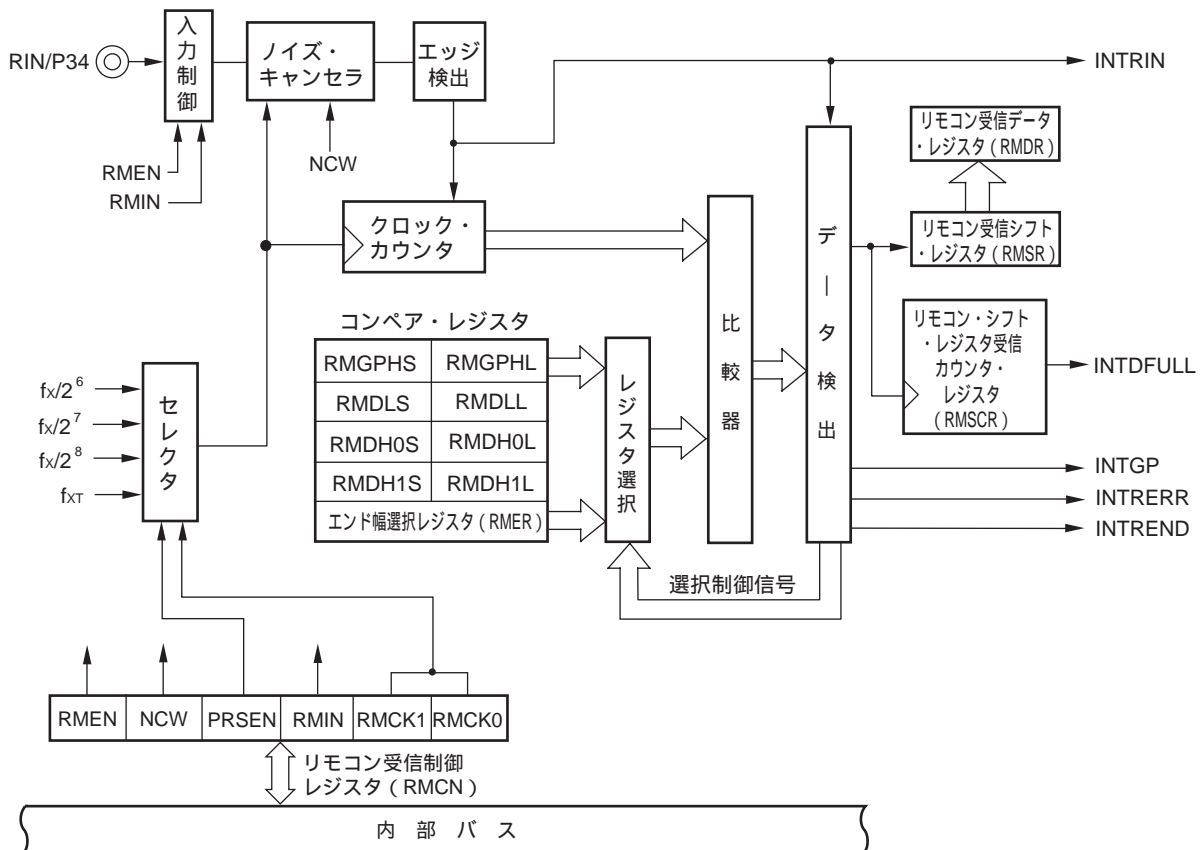 RIN/P34
入力制御
ノイズ・
キャンセラ
エッジ
検出
INTRIN
RMEN
RMIN
NCW
クロック・
カウンタ
リモコン受信データ
・レジスタ(RMDR)
リモコン受信シフト
・レジスタ(RMSR)
データ検出
比較器
リモコン・シフト
・レジスタ受信
カウンタ・
レジスタ
(RMSCR)
INTDFULL
コンペア・レジスタ
RMGPHS RMGPHL
RMDLS RMDLL
RMDH0S RMDH0L
RMDH1S RMDH1L
エンド幅選択レジスタ(RMER)
レジスタ選択
fX/2^6
fX/2^7
fX/2^8
fXT
セレクタ
INTGP
INTRERR
INTREND
選択制御信号
RMEN NCW PRSEN RMIN RMCK1 RMCK0
リモコン受信制御
レジスタ(RMCN)
内部バス